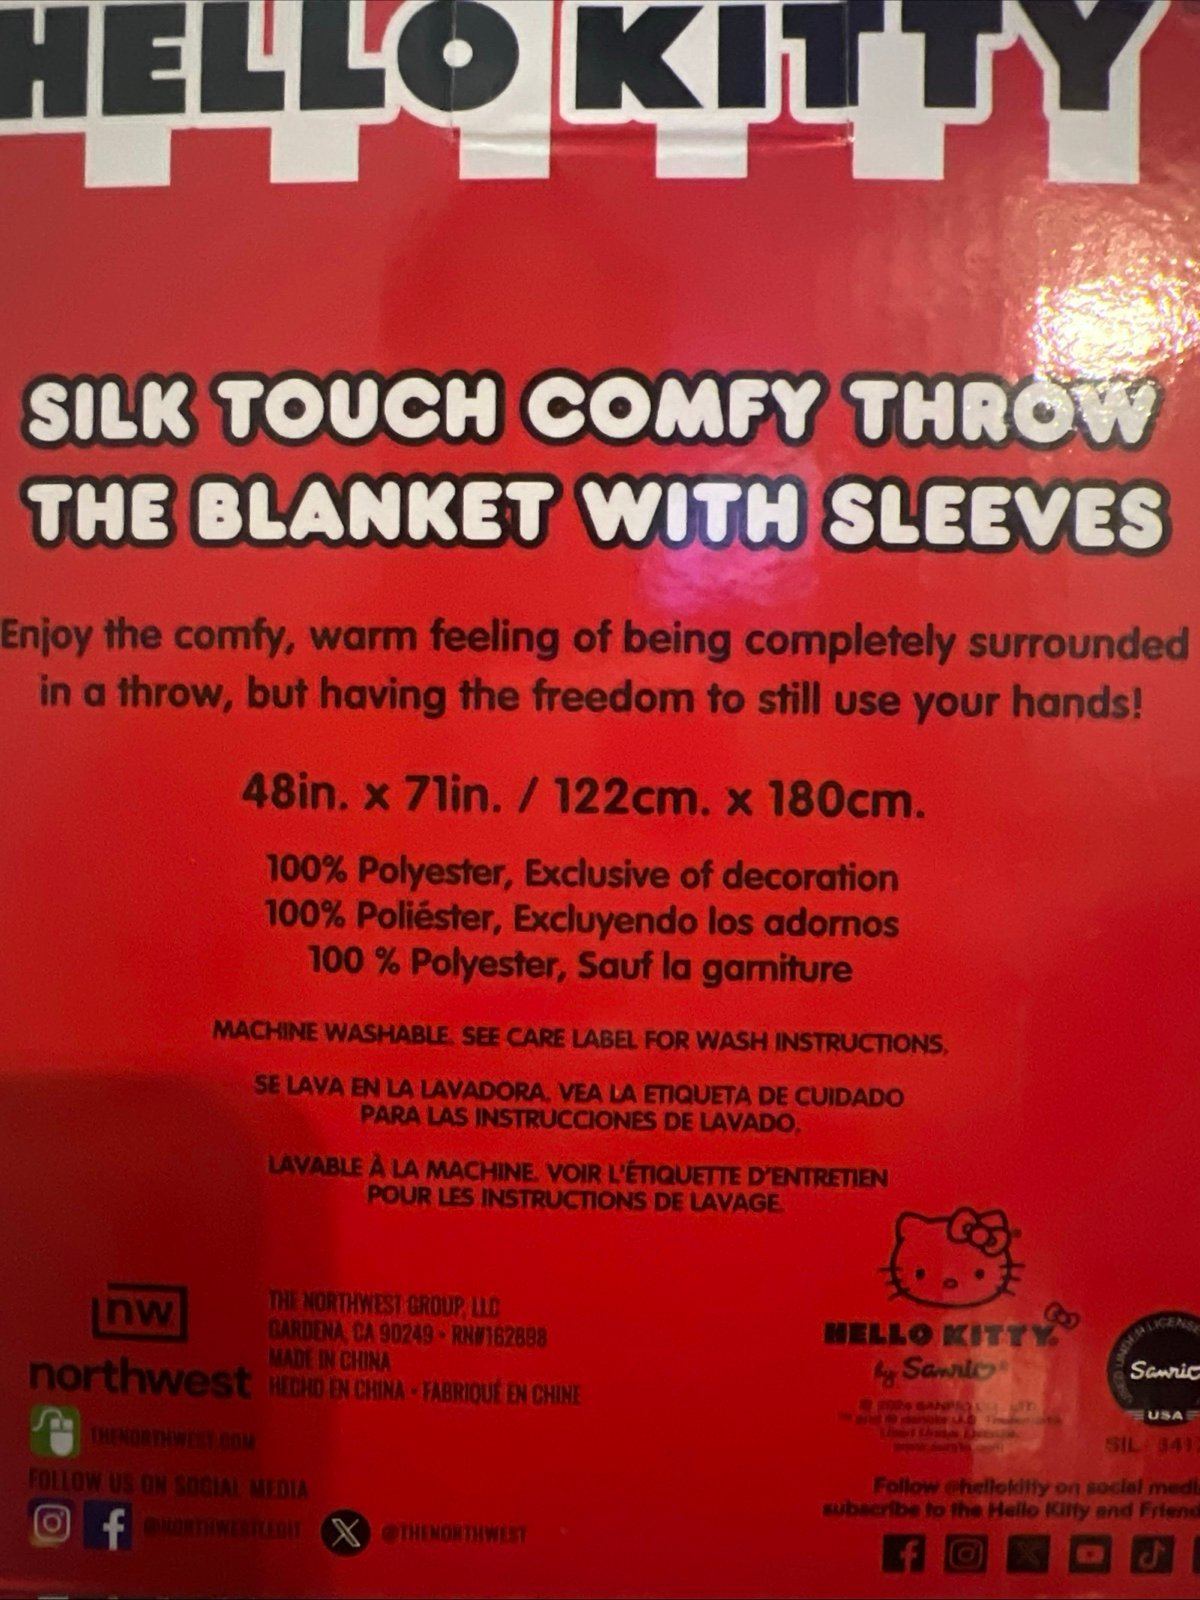 HELLO KITTY
SILK TOUCH COMFY THROW
THE BLANKET WITH SLEEVES
Enjoy the comfy, warm feeling of being completely surrounded
in a throw, but having the freedom to still use your hands!
48in. x 71in. / 122cm. x 180cm.
100% Polyester, Exclusive of decoration
100% Poliéster, Excluyendo los adornos
100 % Polyester, Sauf la garniture
MACHINE WASHABLE. SEE CARE LABEL FOR WASH INSTRUCTIONS.
SE LAVA EN LA LAVADORA. VEA LA ETIQUETA DE CUIDADO
PARA LAS INSTRUCCIONES DE LAVADO.
LAVABLE À LA MACHINE. VOIR L'ÉTIQUETTE D'ENTRETIEN
POUR LES INSTRUCTIONS DE LAVAGE.
nw
northwest
THE NORTHWEST GROUP, LLC
GARDENA, CA 90249 • RN#162898
MADE IN CHINA
HECHO EN CHINA • FABRIQUÉ EN CHINE
THENORTHWEST.COM
FOLLOW US ON SOCIAL MEDIA
@THENORTHWEST
HELLO KITTY
by Sanrio®
USED UNDER LICENSE
Sanrio
USA
Follow @hellokitty on social
subscribe to the Hello Kitty and